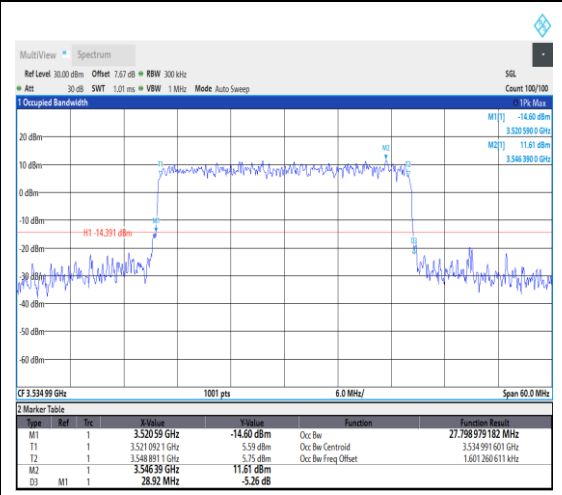 MultiView Spectrum
Ref Level 30.00 dBm Offset 7.67 dB RBW 300 kHz SGL
Att 30 dB SWT 1.01 ms VBW 1 MHz Mode Auto Sweep Count 100/100
1 Occupied Bandwidth 1Pk Max
M1[1] -14.60 dBm
3.520 590 0 GHz
M2[1] 11.61 dBm
3.546 390 0 GHz
20 dBm
M2
10 dBm
T1
T2
0 dBm
-10 dBm
M1
H1 -14.391 dBm
D3
-20 dBm
-30 dBm
-40 dBm
-50 dBm
-60 dBm
CF 3.534 99 GHz 1001 pts 6.0 MHz/ Span 60.0 MHz
2 Marker Table
Type Ref Trc X-Value Y-Value Function Function Result
M1 1 3.520 59 GHz -14.60 dBm Occ Bw 27.798 979 182 MHz
T1 1 3.521 092 1 GHz 5.59 dBm Occ Bw Centroid 3.534 991 601 GHz
T2 1 3.548 891 1 GHz 5.75 dBm Occ Bw Freq Offset 1.601 260 611 kHz
M2 1 3.546 39 GHz 11.61 dBm
D3 M1 1 28.92 MHz -5.26 dB